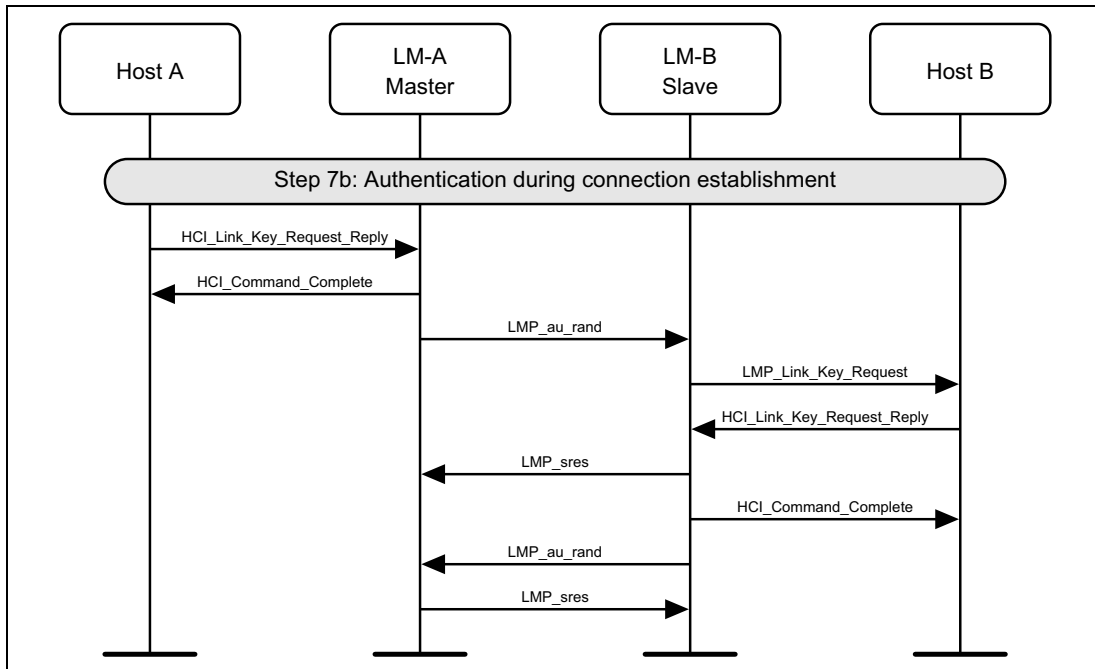 Host A
LM-A
Master
LM-B
Slave
Host B
Step 7b: Authentication during connection establishment
HCI_Link_Key_Request_Reply
HCI_Command_Complete
LMP_au_rand
LMP_Link_Key_Request
HCI_Link_Key_Request_Reply
LMP_sres
HCI_Command_Complete
LMP_au_rand
LMP_sres